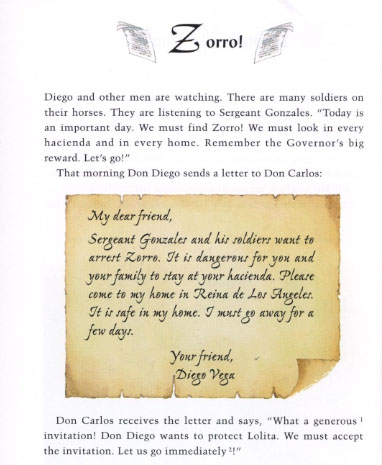 Zorro!
Diego and other men are watching. There are many soldiers on
their horses. They are listening to Sergeant Gonzales. “Today is
an important day. We must find Zorro! We must look in every
hacienda and in every home. Remember the Governor’s big
reward. Let’s go!”
That morning Don Diego sends a letter to Don Carlos:
My dear friend,
Sergeant Gonzales and his soldiers want to
arrest Zorro. It is dangerous for you and
your family to stay at your hacienda. Please
come to my home in Reina de Los Angeles.
It is safe in my home. I must go away for a
few days.
Your friend,
Diego Vega
Don Carlos receives the letter and says, “What a generous ¹
invitation! Don Diego wants to protect Lolita. We must accept
the invitation. Let us go immediately ²!”